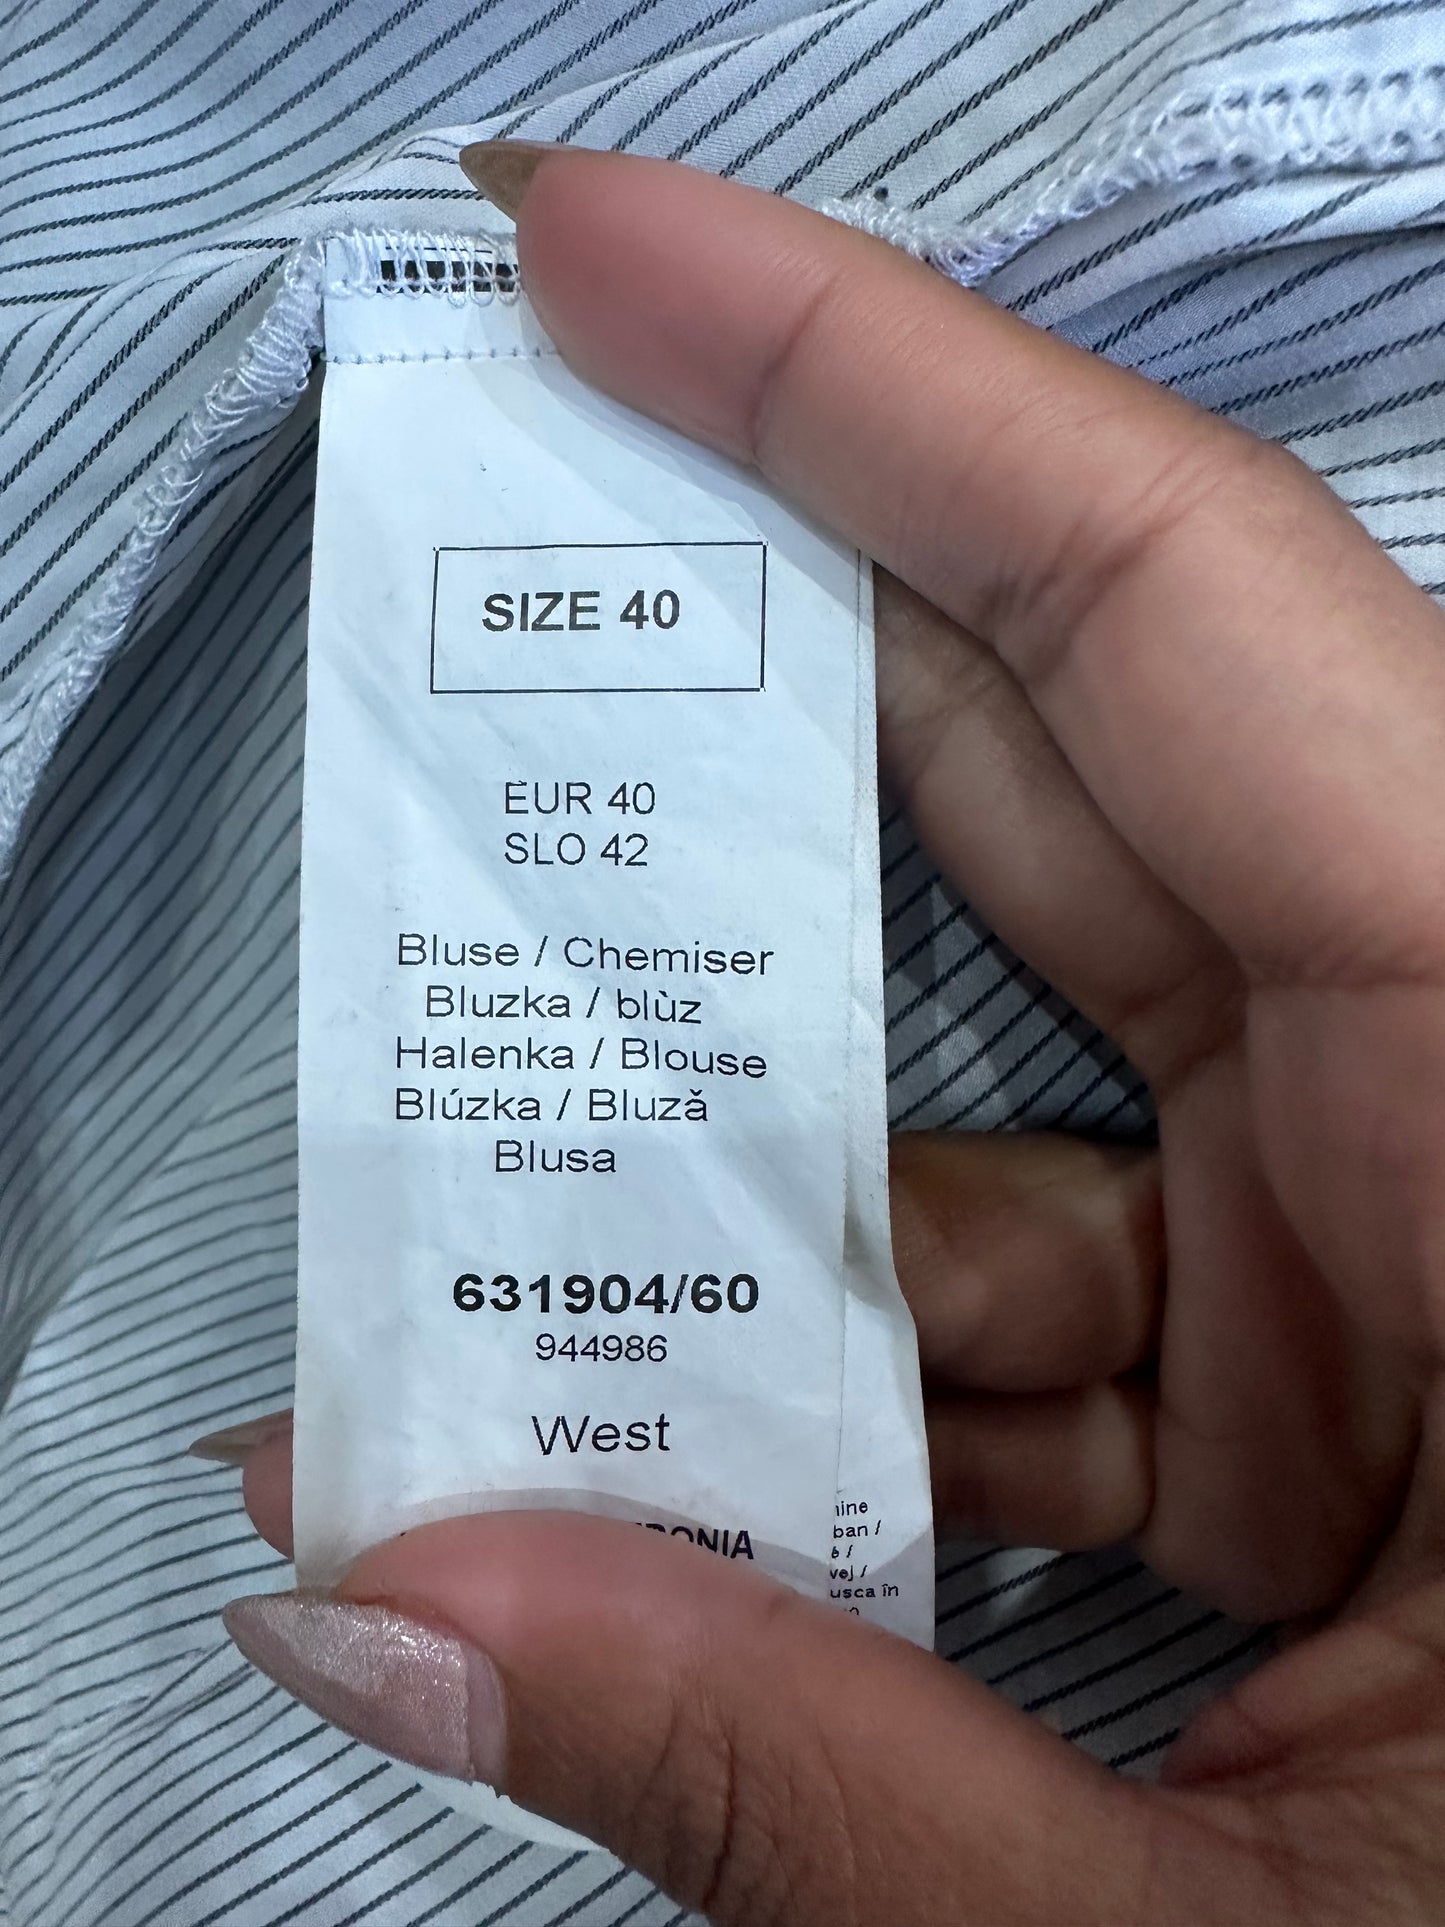 SIZE 40
EUR 40
SLO 42
Bluse / Chemiser
Bluzka / blùz
Halenka / Blouse
Blúzka / Bluză
Blusa
631904/60
944986
West